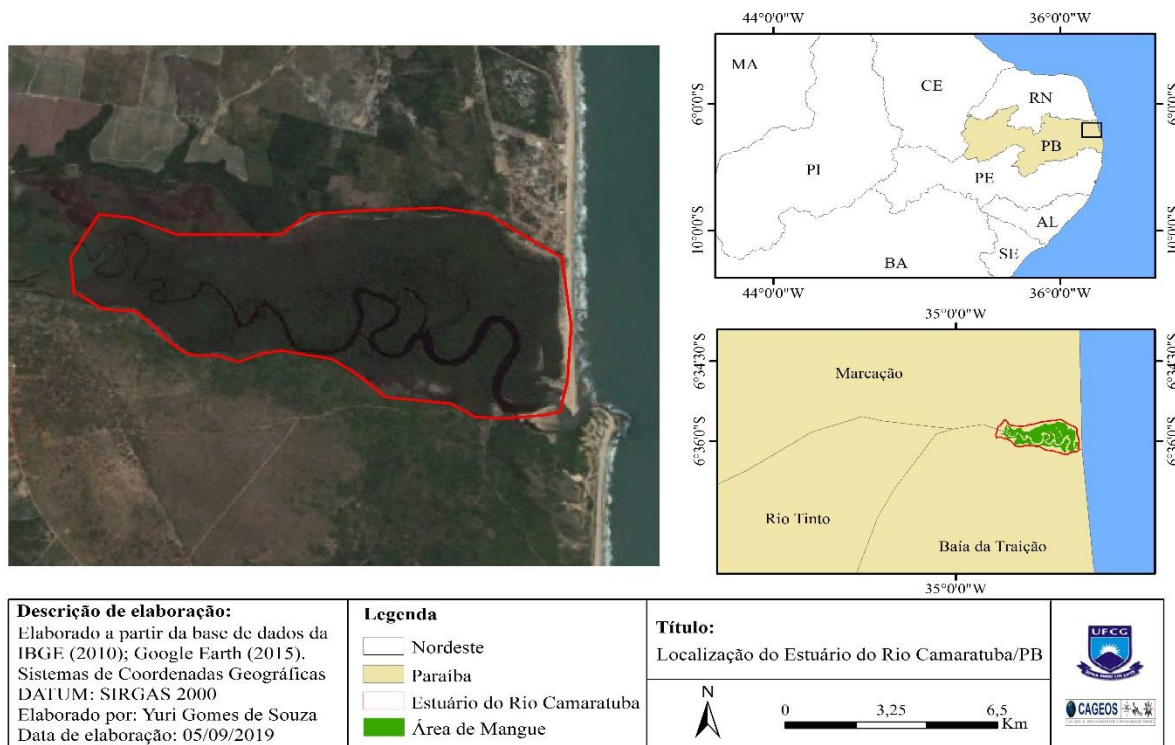 44°0'0"W 36°0'0"W
6°0'0"S 6°0'0"S
10°0'0"S 10°0'0"S
MA
CE
RN
PB
PI
PE
AL
SE
BA
44°0'0"W 36°0'0"W
35°0'0"W
6°34'30"S 6°34'30"S
6°36'0"S 6°36'0"S
Marcação
Rio Tinto
Baía da Traição
35°0'0"W
Descrição de elaboração:
Elaborado a partir da base de dados da
IBGE (2010); Google Earth (2015).
Sistemas de Coordenadas Geográficas
DATUM: SIRGAS 2000
Elaborado por: Yuri Gomes de Souza
Data de elaboração: 05/09/2019
Legenda
Nordeste
Paraíba
Estuário do Rio Camaratuba
Área de Mangue
Título:
Localização do Estuário do Rio Camaratuba/PB
N
0 3,25 6,5
Km
UFCG
CAGEOS